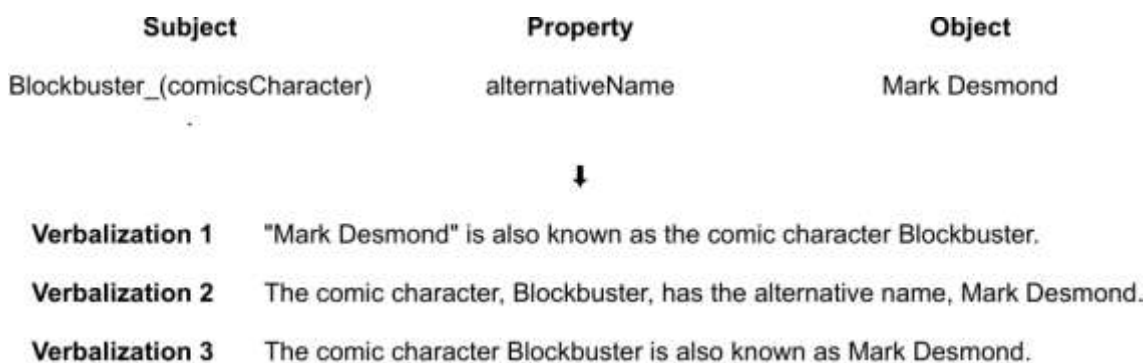 Subject Property Object
Blockbuster_(comicsCharacter) alternativeName Mark Desmond
Verbalization 1 "Mark Desmond" is also known as the comic character Blockbuster.
Verbalization 2 The comic character, Blockbuster, has the alternative name, Mark Desmond.
Verbalization 3 The comic character Blockbuster is also known as Mark Desmond.